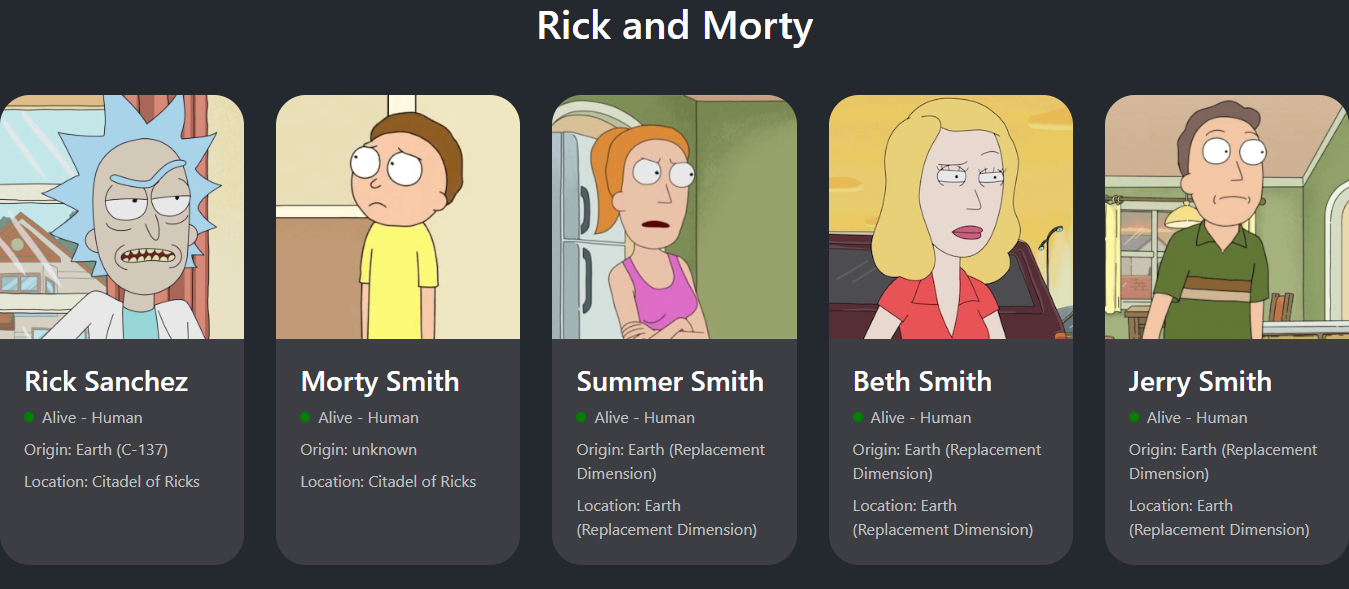 Rick and Morty
Rick Sanchez
Alive - Human
Origin: Earth (C-137)
Location: Citadel of Ricks
Morty Smith
Alive - Human
Origin: unknown
Location: Citadel of Ricks
Summer Smith
Alive - Human
Origin: Earth (Replacement
Dimension)
Location: Earth
(Replacement Dimension)
Beth Smith
Alive - Human
Origin: Earth (Replacement
Dimension)
Location: Earth
(Replacement Dimension)
Jerry Smith
Alive - Human
Origin: Earth (Replacement
Dimension)
Location: Earth
(Replacement Dimension)